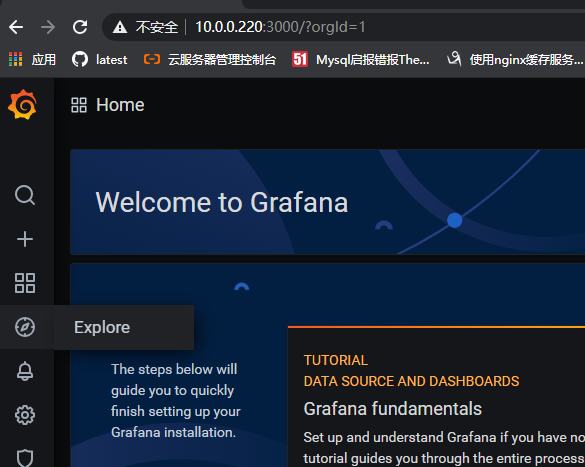 不安全 10.0.0.220:3000/?orgId=1
应用 latest 云服务器管理控制台 51 Mysql启报错报The... 使用nginx缓存服务...
Home
Welcome to Grafana
Explore
The steps below will
guide you to quickly
finish setting up your
Grafana installation.
TUTORIAL
DATA SOURCE AND DASHBOARDS
Grafana fundamentals
Set up and understand Grafana if you have no
tutorial guides you through the entire process